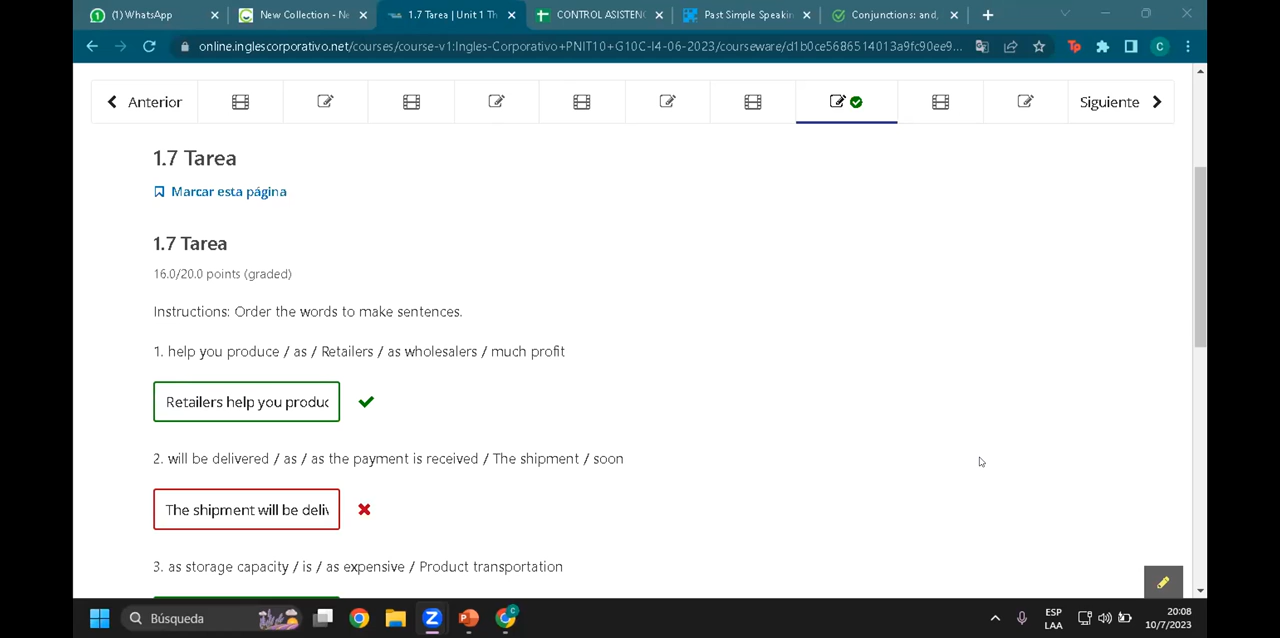 (1) WhatsApp
New Collection - Ne
1.7 Tarea | Unit 1 Th
CONTROL ASISTENC
Past Simple Speakin
Conjunctions: and,
online.inglescorporativo.net/courses/course-v1:Ingles-Corporativo+PNIT10+G10C-I4-06-2023/courseware/d1b0ce5686514013a9fc90ee9...
Anterior
Siguiente
1.7 Tarea
Marcar esta página
1.7 Tarea
16.0/20.0 points (graded)
Instructions: Order the words to make sentences.
1. help you produce / as / Retailers / as wholesalers / much profit
Retailers help you produc
2. will be delivered / as / as the payment is received / The shipment / soon
The shipment will be deliv
3. as storage capacity / is / as expensive / Product transportation
Búsqueda
ESP
LAA
20:08
10/7/2023